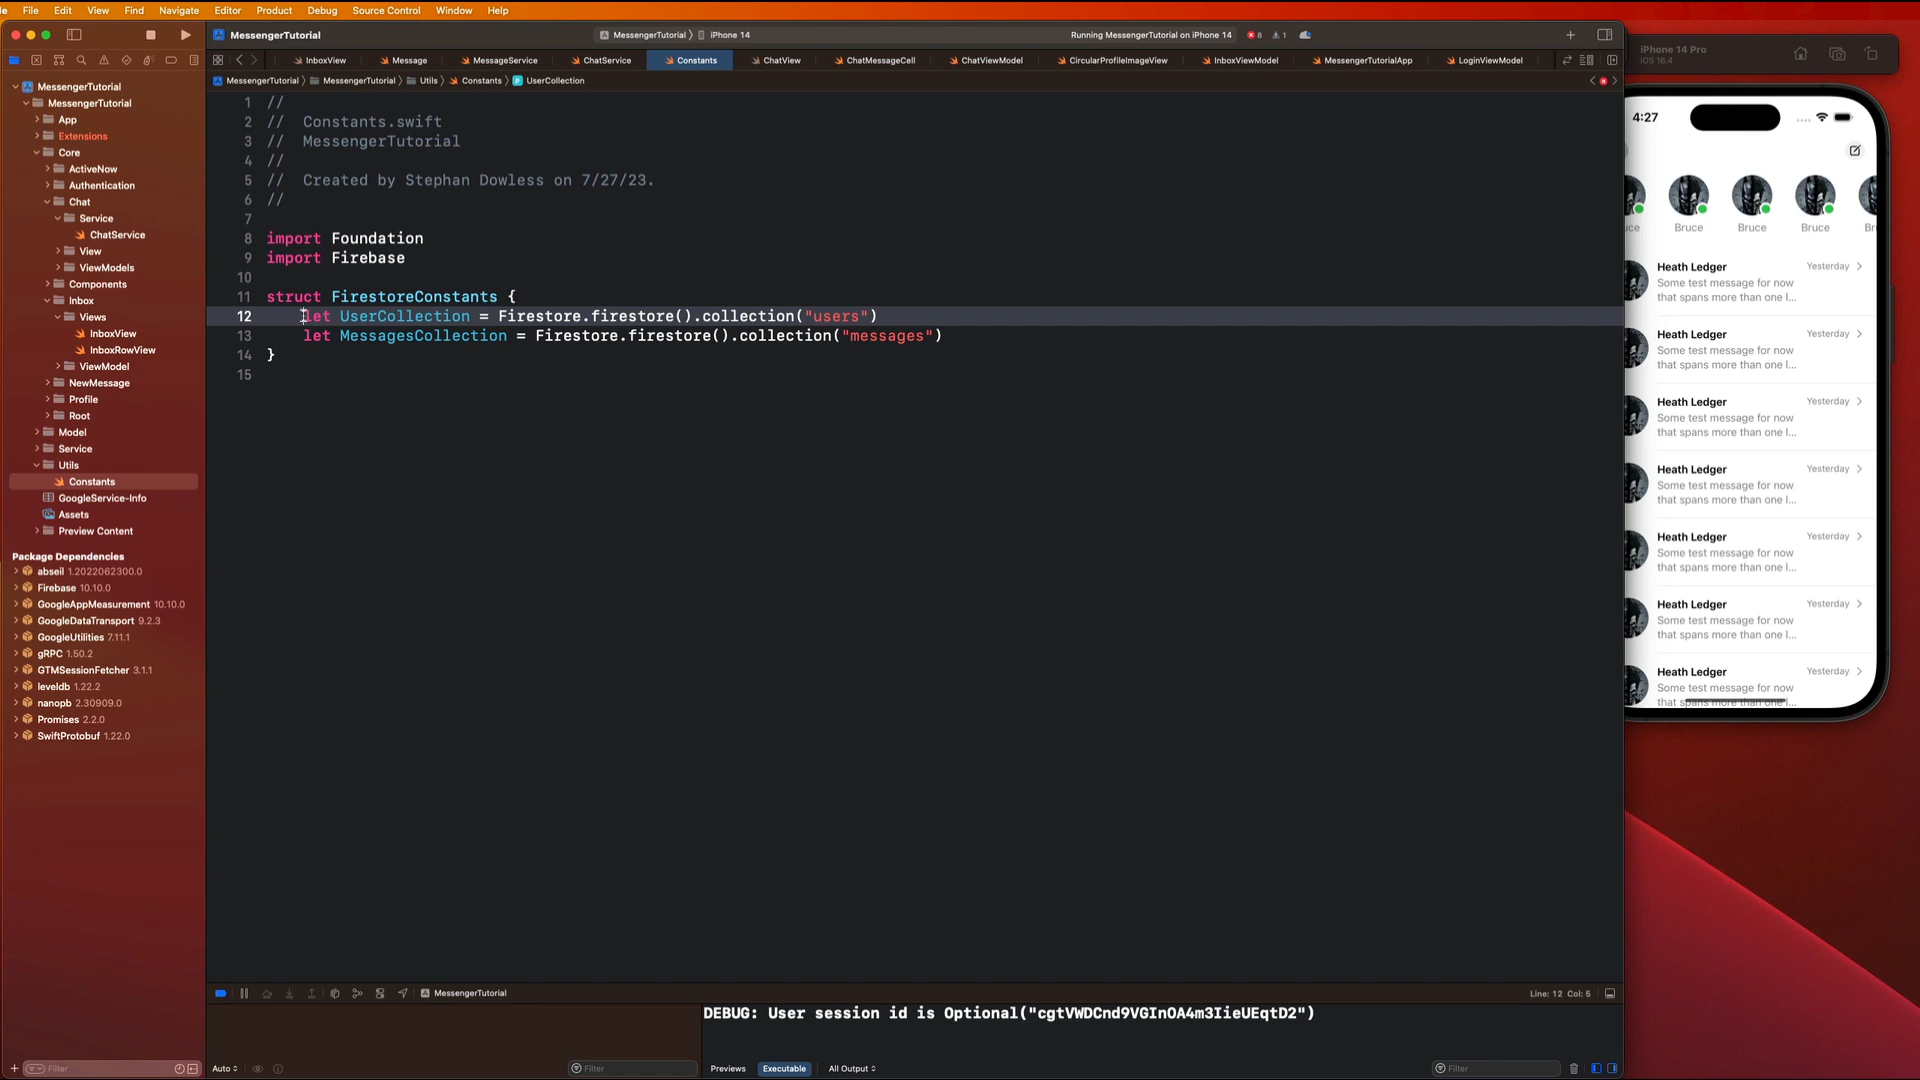 File Edit View Find Navigate Editor Product Debug Source Control Window Help
MessengerTutorial
MessengerTutorial 〉 iPhone 14
Running MessengerTutorial on iPhone 14
8
1
InboxView
Message
MessageService
ChatService
Constants
ChatView
ChatMessageCell
ChatViewModel
CircularProfileImageView
InboxViewModel
MessengerTutorialApp
LoginViewModel
MessengerTutorial 〉 MessengerTutorial 〉 Utils 〉 Constants 〉 UserCollection
MessengerTutorial
MessengerTutorial
App
Extensions
Core
ActiveNow
Authentication
Chat
Service
ChatService
View
ViewModels
Components
Inbox
Views
InboxView
InboxRowView
ViewModel
NewMessage
Profile
Root
Model
Service
Utils
Constants
GoogleService-Info
Assets
Preview Content
Package Dependencies
abseil 1.2022062300.0
Firebase 10.10.0
GoogleAppMeasurement 10.10.0
GoogleDataTransport 9.2.3
GoogleUtilities 7.11.1
gRPC 1.50.2
GTMSessionFetcher 3.1.1
leveldb 1.22.2
nanopb 2.30909.0
Promises 2.2.0
SwiftProtobuf 1.22.0
Filter
1 //
2 //  Constants.swift
3 //  MessengerTutorial
4 //
5 //  Created by Stephan Dowless on 7/27/23.
6 //
7
8 import Foundation
9 import Firebase
10
11 struct FirestoreConstants {
12     let UserCollection = Firestore.firestore().collection("users")
13     let MessagesCollection = Firestore.firestore().collection("messages")
14 }
15
MessengerTutorial
Line: 12 Col: 5
DEBUG: User session id is Optional("cgtVWDCnd9VGInOA4m3IieUEqtD2")
Auto
Filter
Previews
Executable
All Output
Filter
iPhone 14 Pro
iOS 16.4
4:27
Bruce
Bruce
Bruce
Heath Ledger
Yesterday
Some test message for now
that spans more than one l...
Heath Ledger
Yesterday
Some test message for now
that spans more than one l...
Heath Ledger
Yesterday
Some test message for now
that spans more than one l...
Heath Ledger
Yesterday
Some test message for now
that spans more than one l...
Heath Ledger
Yesterday
Some test message for now
that spans more than one l...
Heath Ledger
Yesterday
Some test message for now
that spans more than one l...
Heath Ledger
Yesterday
Some test message for now
that spans more than one l...